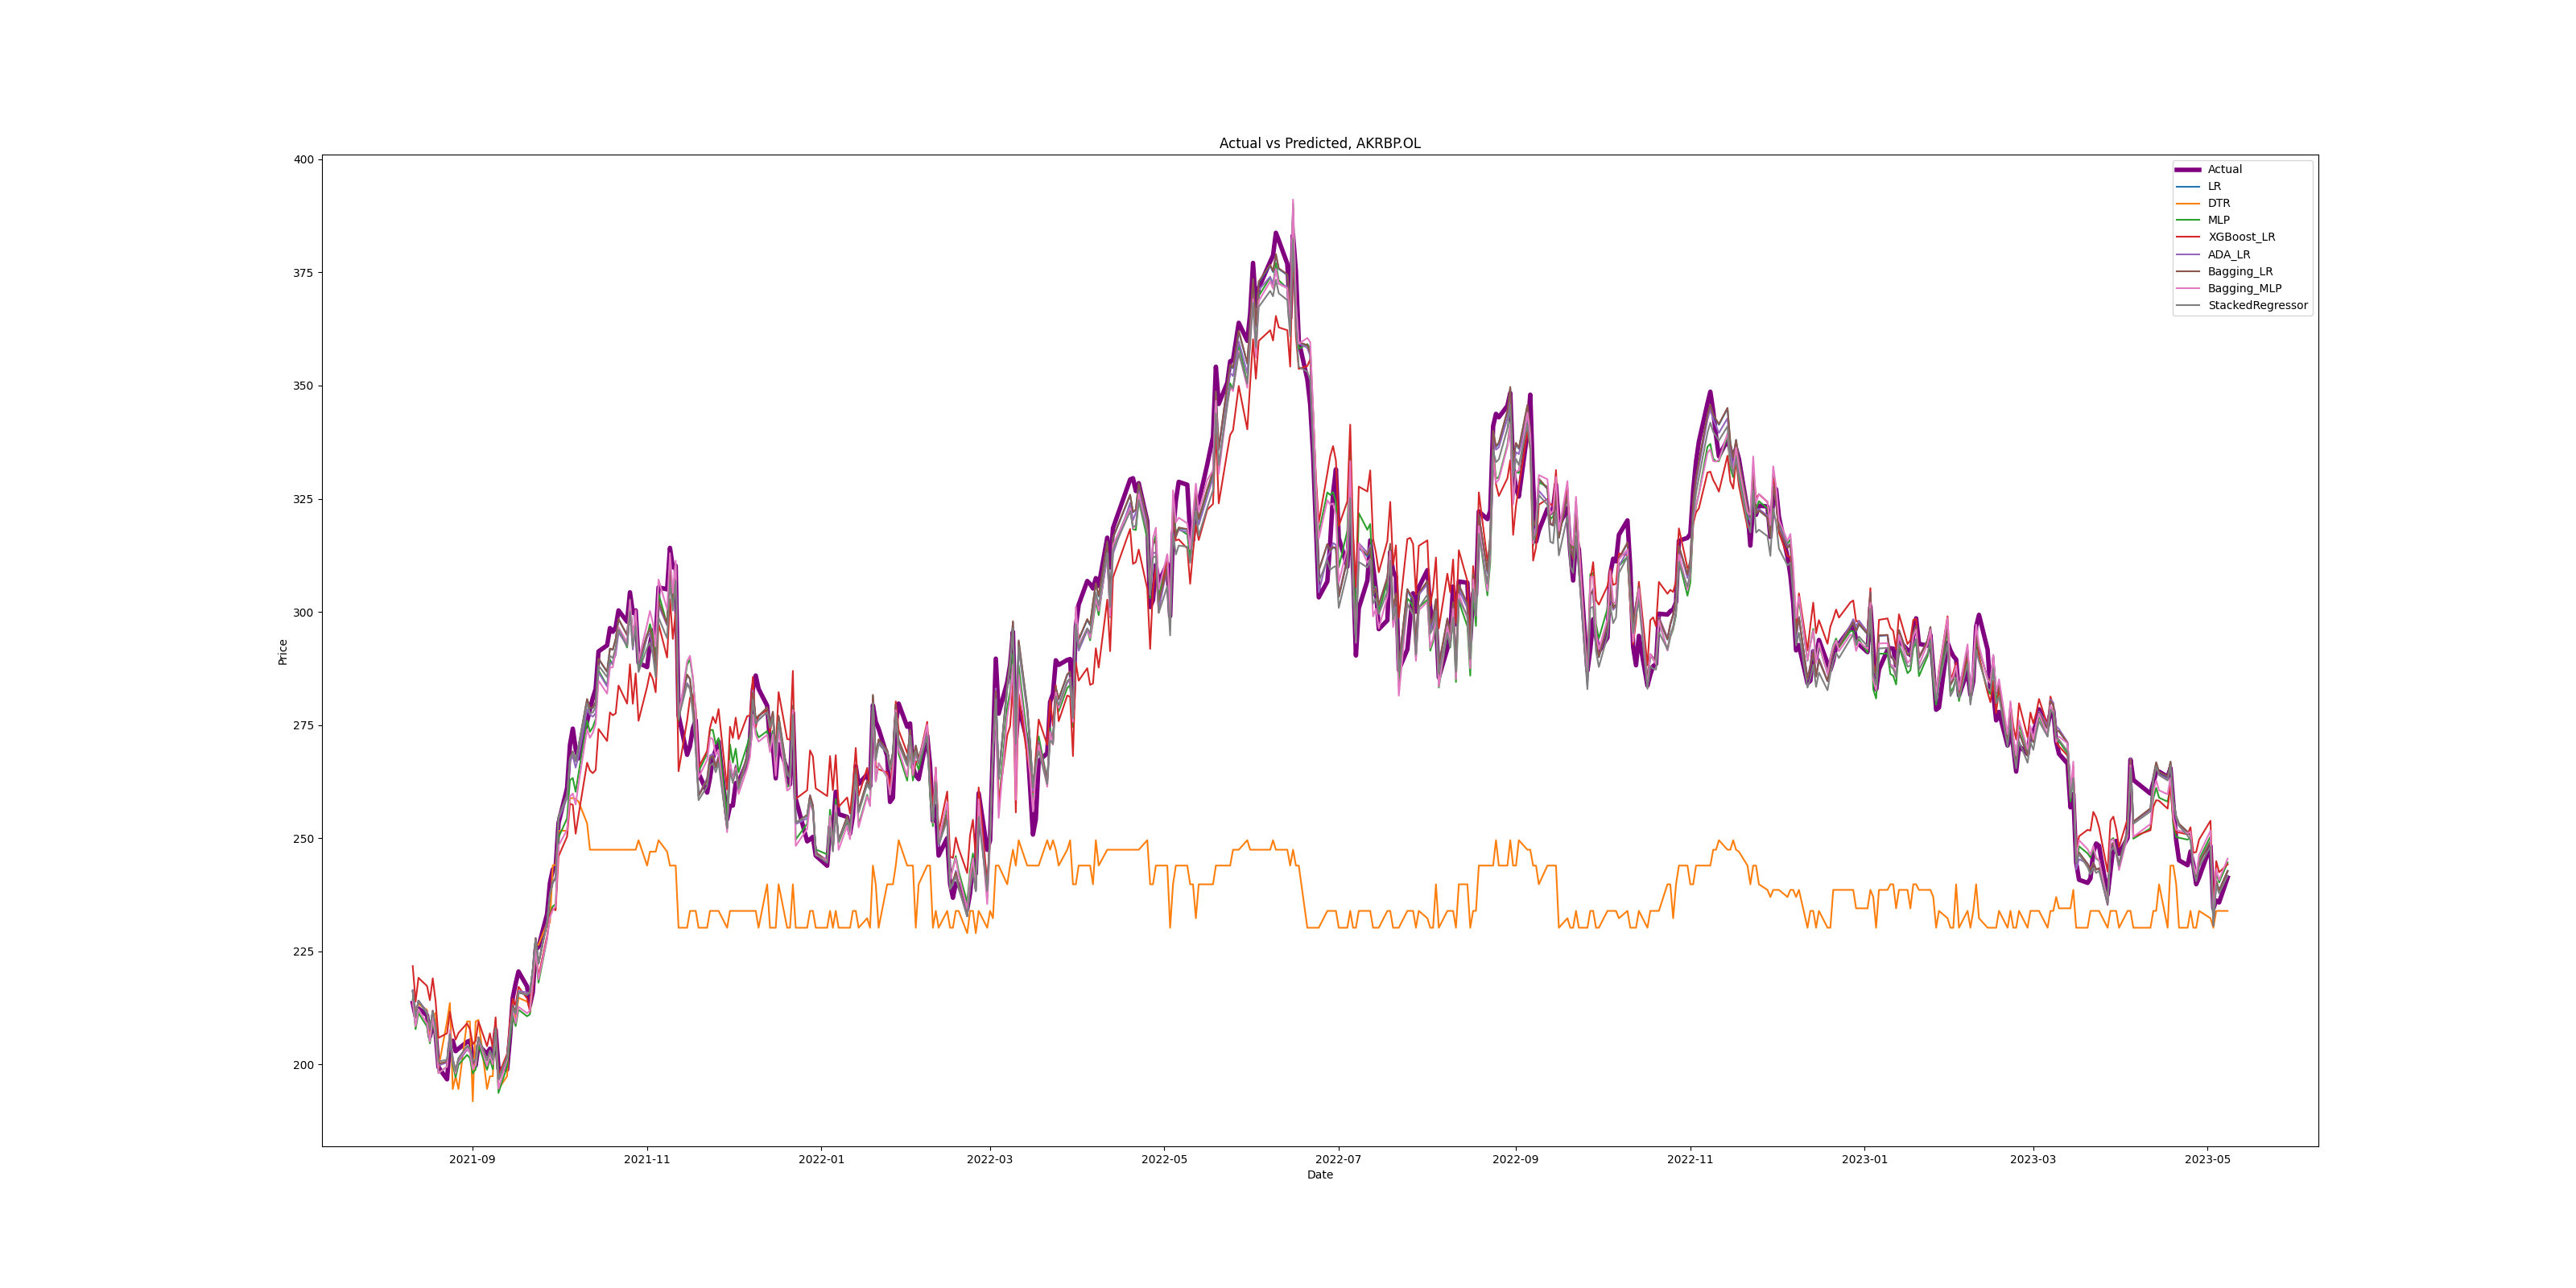 Actual vs Predicted, AKRBP.OL
Actual
LR
DTR
MLP
XGBoost_LR
ADA_LR
Bagging_LR
Bagging_MLP
StackedRegressor
Price
400
375
350
325
300
275
250
225
200
2021-09 2021-11 2022-01 2022-03 2022-05 2022-07 2022-09 2022-11 2023-01 2023-03 2023-05
Date